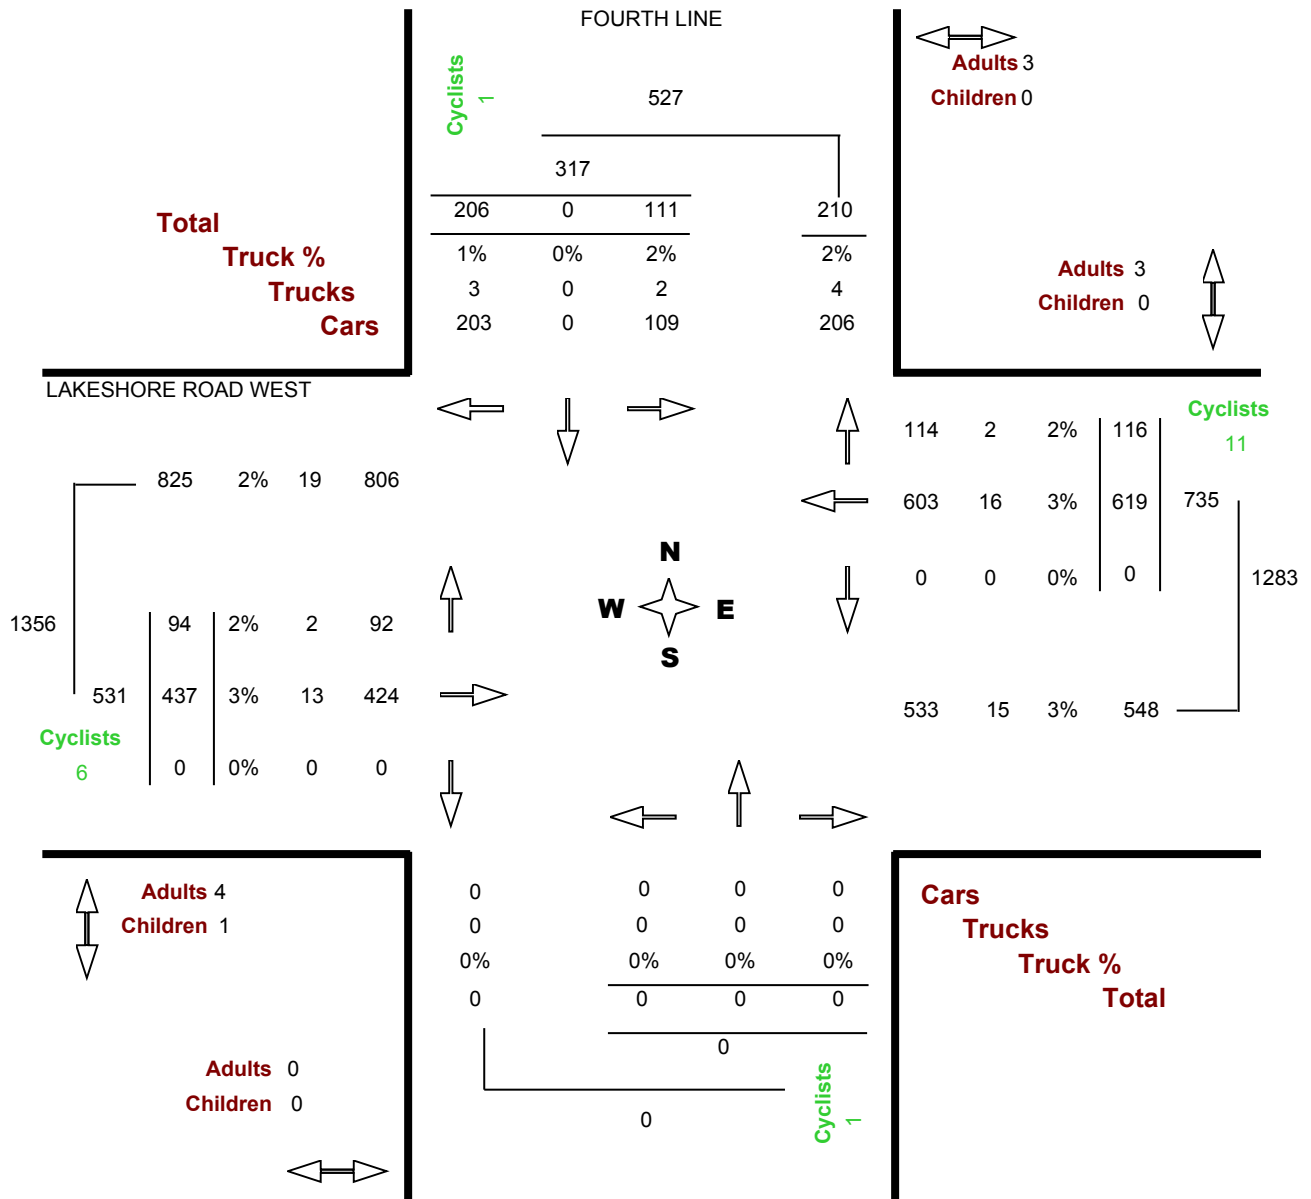 FOURTH LINE
Adults 3
Children 0
Cyclists
1
527
317
206 0 111 210
Total
1% 0% 2% 2%
Truck %
Adults 3
3 0 2 4
Trucks
Children 0
203 0 109 206
Cars
LAKESHORE ROAD WEST
Cyclists
11
114 2 2% 116
825 2% 19 806
603 16 3% 619 735
N
0 0 0% 0 1283
W E
1356 94 2% 2 92
S
531 437 3% 13 424
533 15 3% 548
Cyclists
6
0 0% 0 0
Adults 4
Children 1
0 0 0 0
Cars
0 0 0 0
Trucks
0% 0% 0% 0%
Truck %
0 0 0 0
Total
0
Adults 0
Children 0
Cyclists
1
0